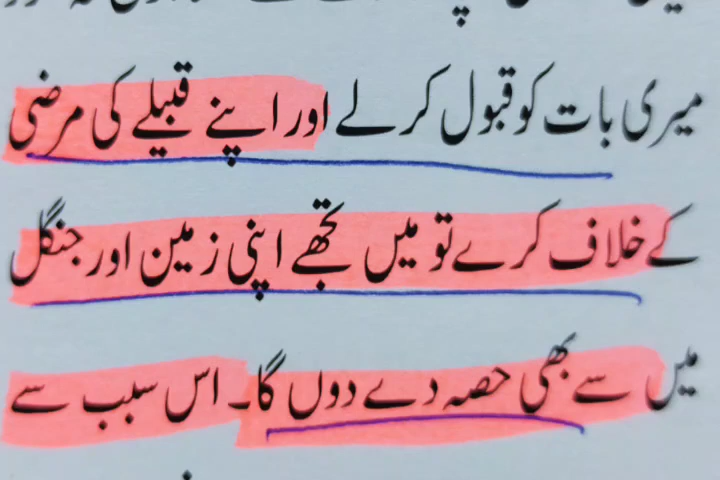 میری بات کو قبول کرلے اور اپنے قبیلے کی مرضی
کے خلاف کرے تو میں تجھے اپنی زمین اور جنگل
میں سے بھی حصہ دے دوں گا۔ اس سبب سے